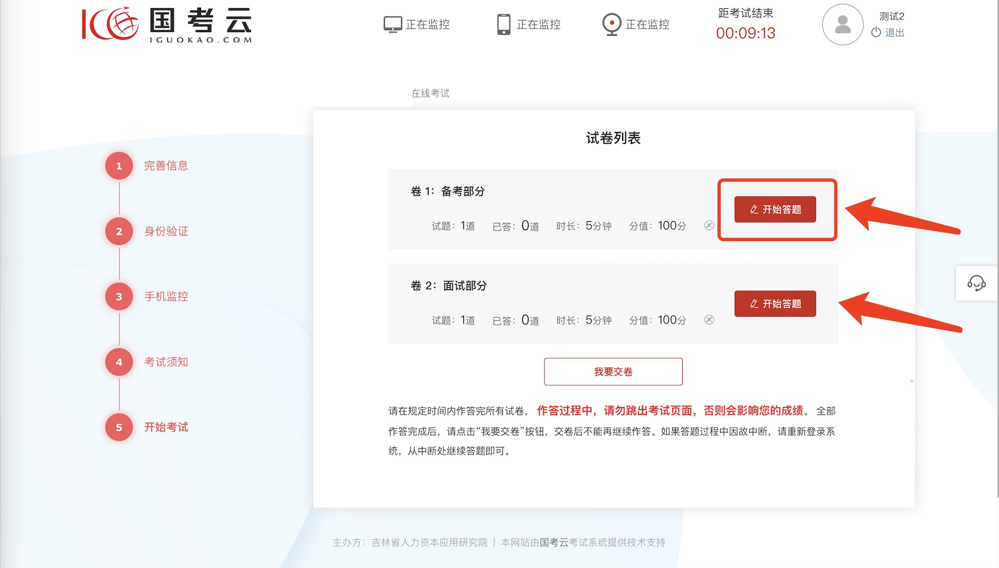 国考云
IGUOKAO.COM
正在监控
正在监控
正在监控
距考试结束
00:09:13
测试2
退出
在线考试
试卷列表
1 完善信息
2 身份验证
3 手机监控
4 考试须知
5 开始考试
卷 1：备考部分
试题：1道 已答：0道 时长：5分钟 分值：100分
开始答题
卷 2：面试部分
试题：1道 已答：0道 时长：5分钟 分值：100分
开始答题
我要交卷
请在规定时间内作答完所有试卷， 作答过程中，请勿跳出考试页面，否则会影响您的成绩。 全部
作答完成后，请点击“我要交卷”按钮，交卷后不能再继续作答。如果答题过程中因故中断，请重新登录系
统，从中断处继续答题即可。
主办方：吉林省人力资本应用研究院 | 本网站由国考云考试系统提供技术支持